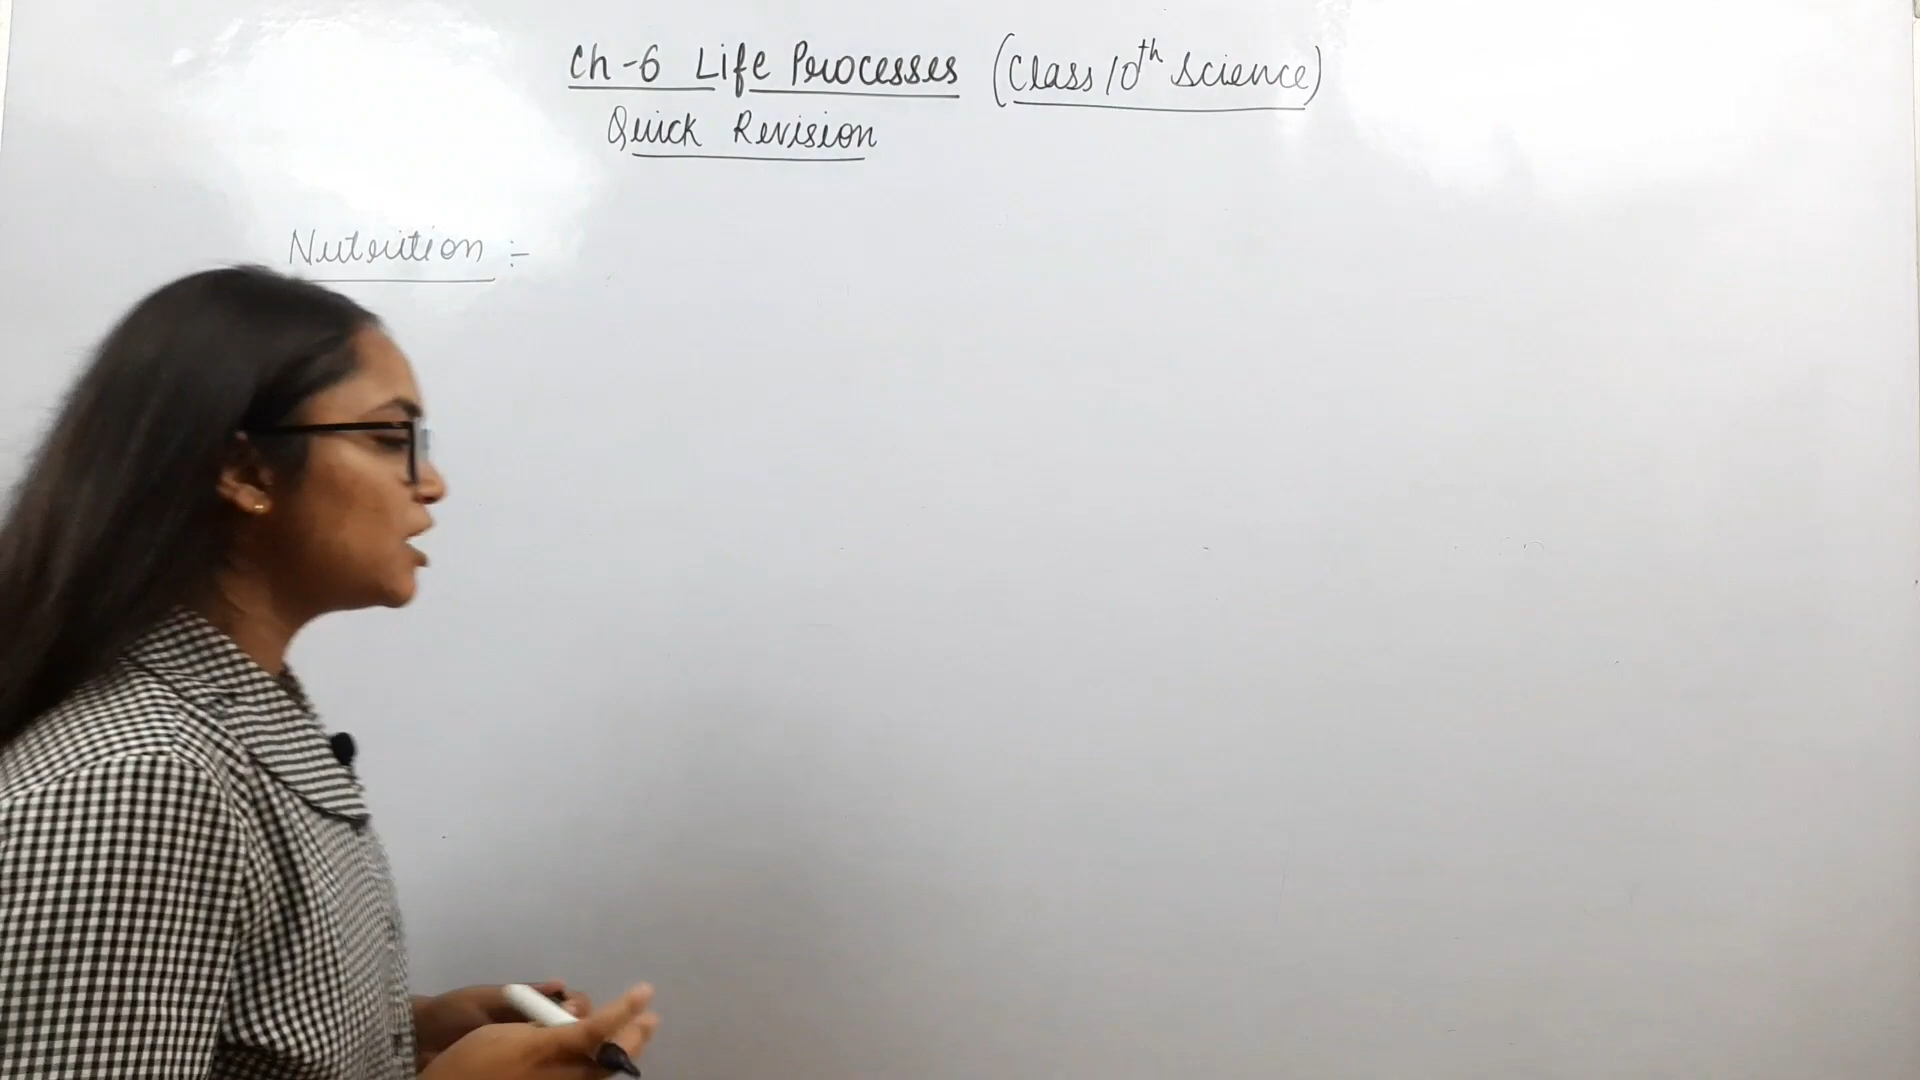 Ch-6 Life Processes (Class 10th Science)
Quick Revision
Nutrition :-